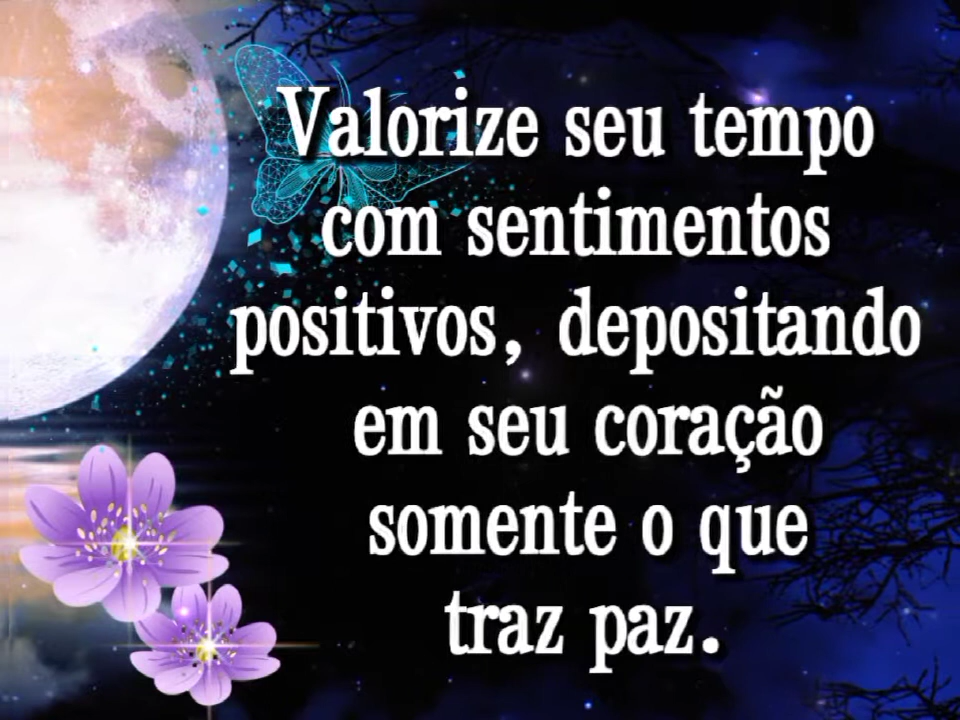 Valorize seu tempo
com sentimentos
positivos, depositando
em seu coração
somente o que
traz paz.